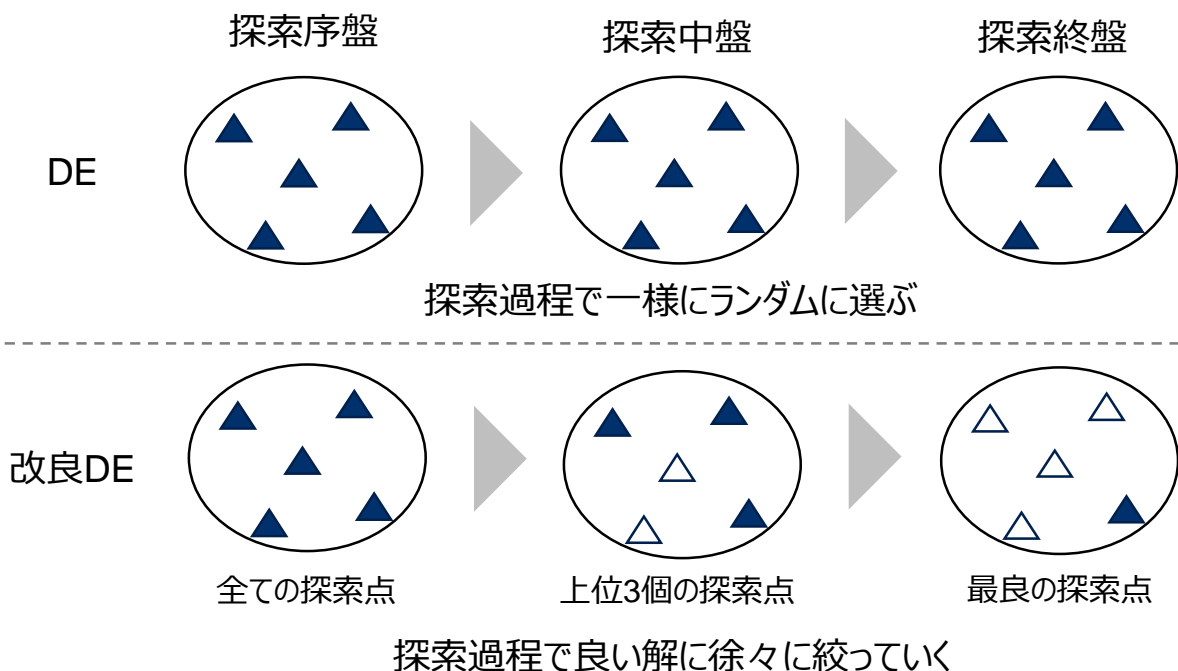 探索序盤
探索中盤
探索終盤
DE
探索過程で一様にランダムに選ぶ
改良DE
全ての探索点
上位3個の探索点
最良の探索点
探索過程で良い解に徐々に絞っていく